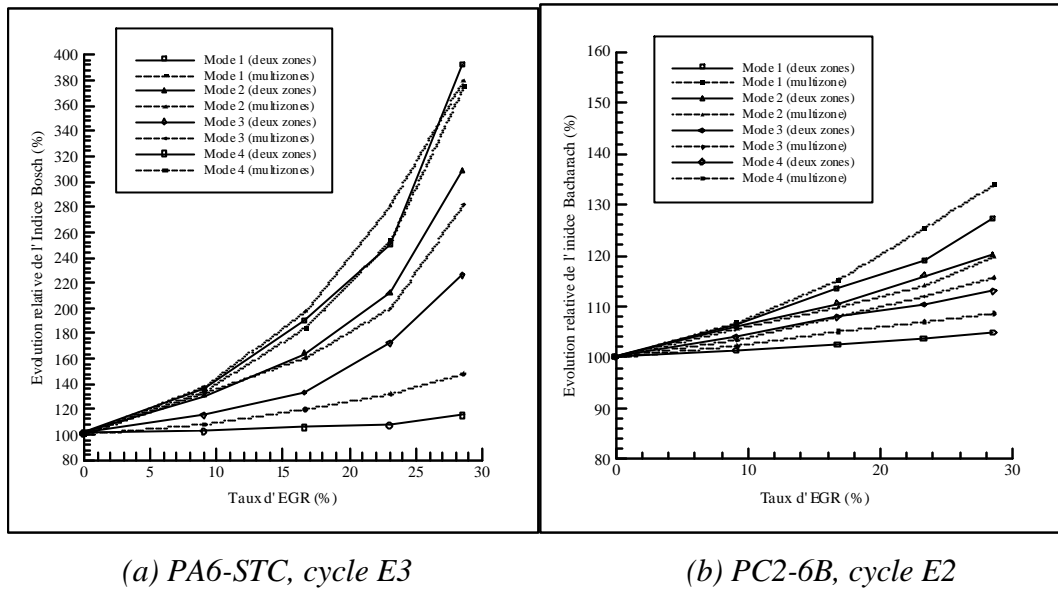 Evolution relative de l'Indice Bosch (%)
400
380
360
340
320
300
280
260
240
220
200
180
160
140
120
100
80
0
5
10
15
20
25
30
Taux d'EGR (%)
Mode 1 (deux zones)
Mode 1 (multizones)
Mode 2 (deux zones)
Mode 2 (multizones)
Mode 3 (deux zones)
Mode 3 (multizones)
Mode 4 (deux zones)
Mode 4 (multizones)
(a) PA6-STC, cycle E3
Evolution relative de l'inidce Bachanach (%)
160
150
140
130
120
110
100
90
80
0
10
20
30
Taux d'EGR (%)
Mode 1 (deux zones)
Mode 1 (multizone)
Mode 2 (deux zones)
Mode 2 (multizone)
Mode 3 (deux zones)
Mode 3 (multizone)
Mode 4 (deux zones)
Mode 4 (multizone)
(b) PC2-6B, cycle E2